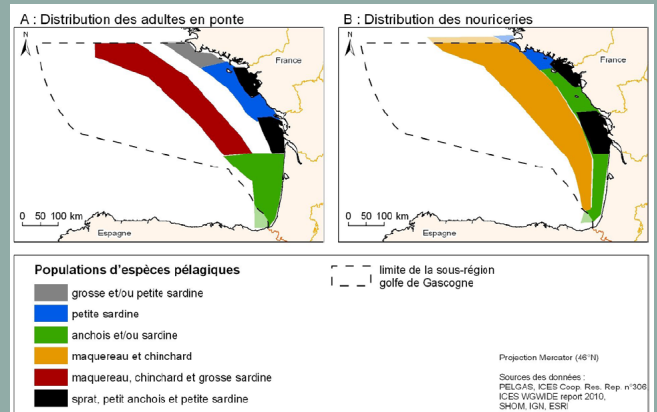 A : Distribution des adultes en ponte
B : Distribution des nouriceries
N
France
0 50 100 km
Espagne
N
France
0 50 100 km
Espagne
Populations d'espèces pélagiques
grosse et/ou petite sardine
petite sardine
anchois et/ou sardine
maquereau et chinchard
maquereau, chinchard et grosse sardine
sprat, petit anchois et petite sardine
limite de la sous-région
golfe de Gascogne
Projection Mercator (46°N)
Sources des données :
PELGAS, ICES Coop. Res. Rep. n°306
ICES WGWIDE report 2010,
SHOM, IGN, ESRI